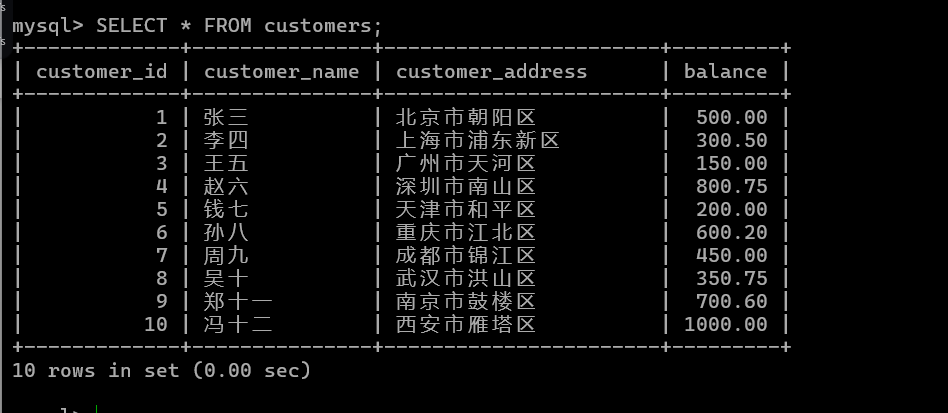 mysql> SELECT * FROM customers;
+-------------+---------------+-----------------------+---------+
| customer_id | customer_name | customer_address      | balance |
+-------------+---------------+-----------------------+---------+
|           1 | 张三          | 北京市朝阳区          |  500.00 |
|           2 | 李四          | 上海市浦东新区        |  300.50 |
|           3 | 王五          | 广州市天河区          |  150.00 |
|           4 | 赵六          | 深圳市南山区          |  800.75 |
|           5 | 钱七          | 天津市和平区          |  200.00 |
|           6 | 孙八          | 重庆市江北区          |  600.20 |
|           7 | 周九          | 成都市锦江区          |  450.00 |
|           8 | 吴十          | 武汉市洪山区          |  350.75 |
|           9 | 郑十一        | 南京市鼓楼区          |  700.60 |
|          10 | 冯十二        | 西安市雁塔区          | 1000.00 |
+-------------+---------------+-----------------------+---------+
10 rows in set (0.00 sec)